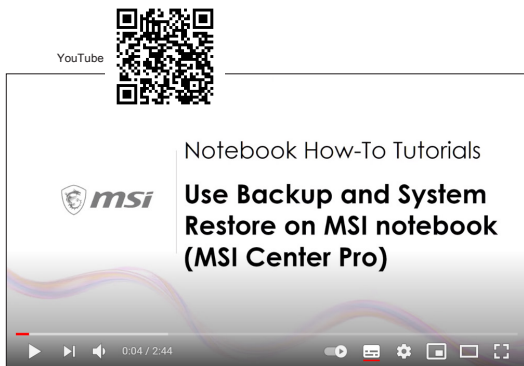 YouTube
Notebook How-To Tutorials
msi
Use Backup and System
Restore on MSI notebook
(MSI Center Pro)
0:04 / 2:44